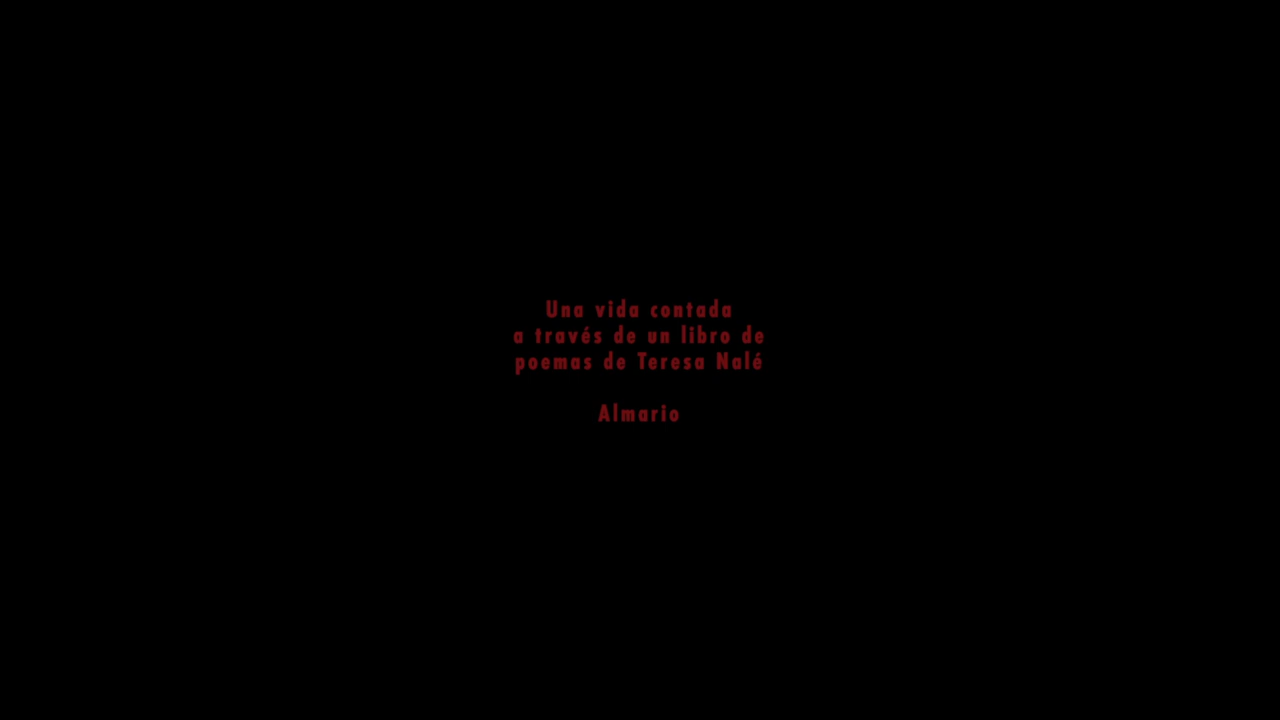 Una vida contada
a través de un libro de
poemas de Teresa Nalé
Almario